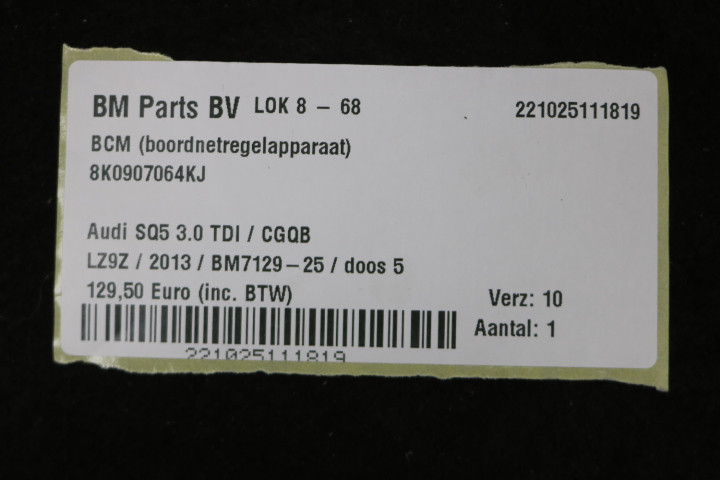 BM Parts BV LOK 8 - 68 221025111819
BCM (boordnetregelapparaat)
8K0907064KJ
Audi SQ5 3.0 TDI / CGQB
LZ9Z / 2013 / BM7129-25 / doos 5
129,50 Euro (inc. BTW) Verz: 10
Aantal: 1
221025111819